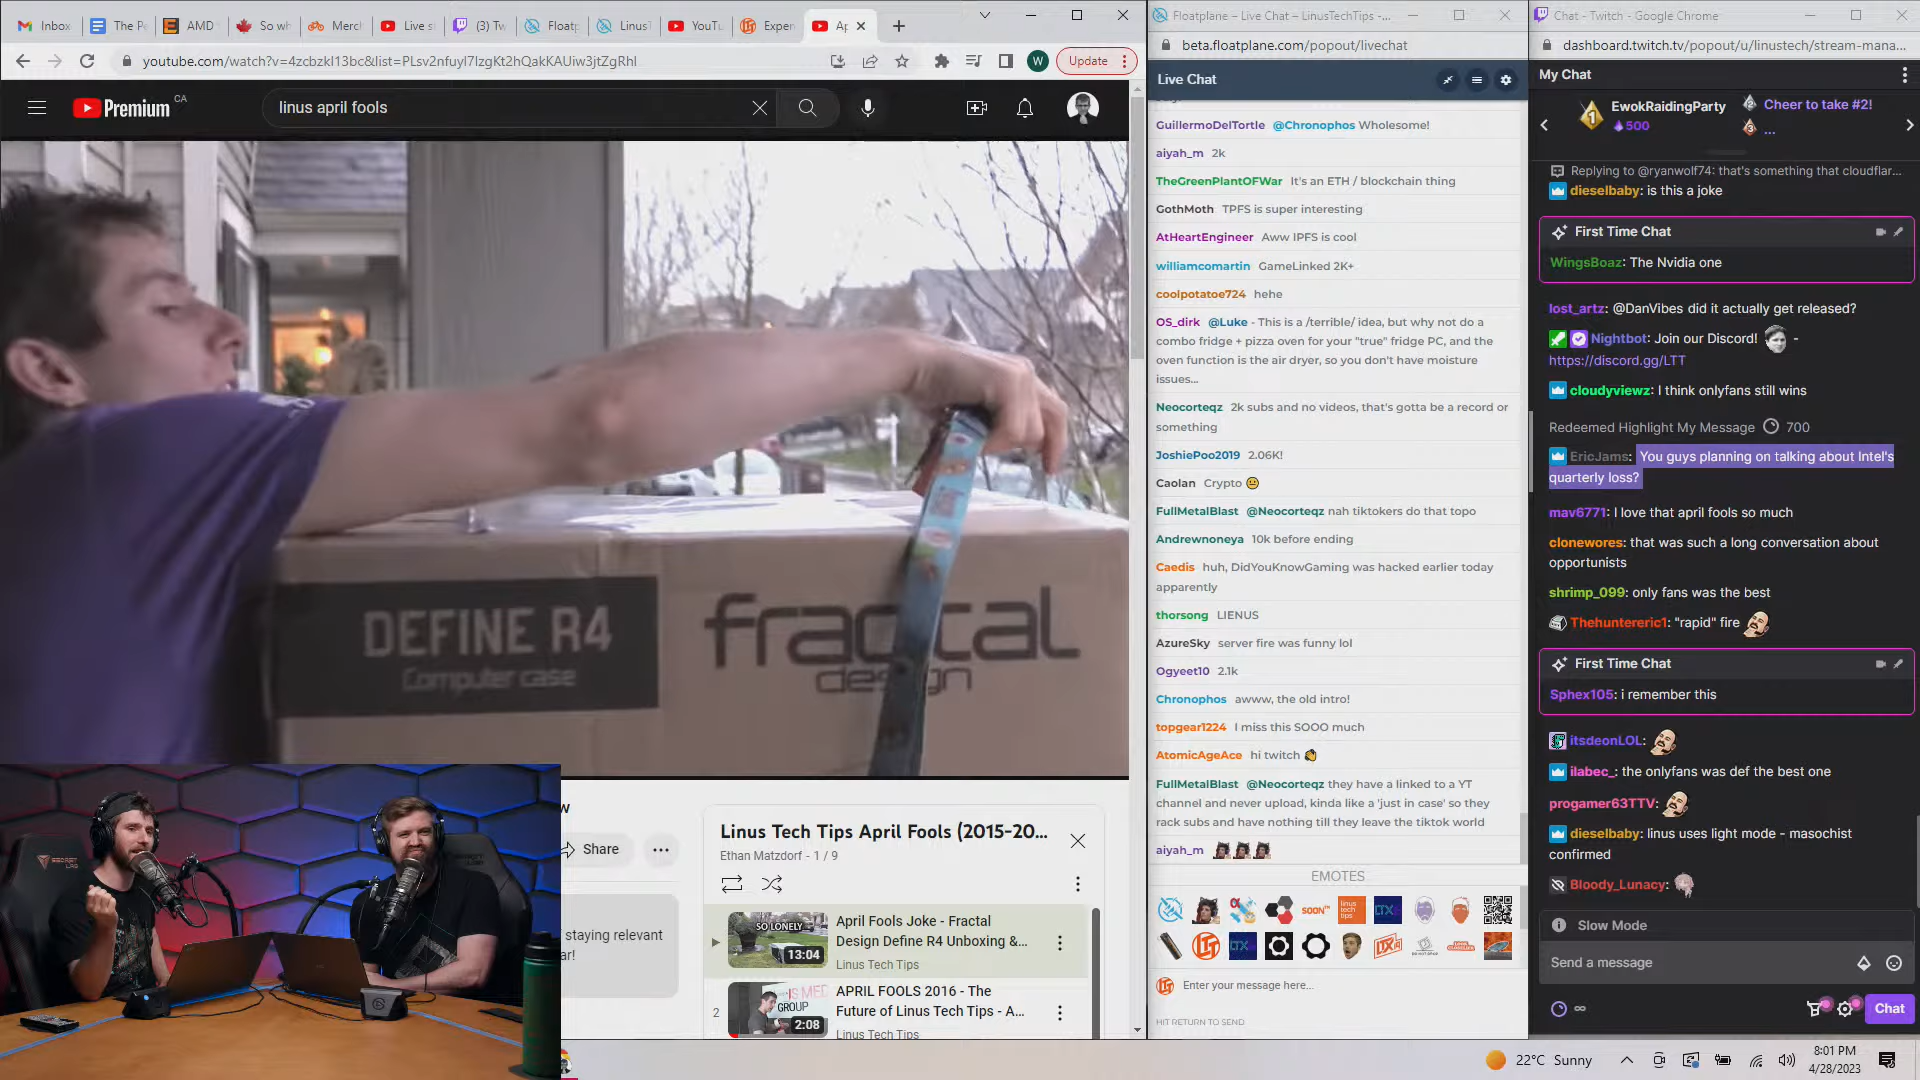 Inbox
The Pe
AMD
So wh
Merch
Live s
(3) Tw
Floatp
Linus
YouTu
Exper
Ap
youtube.com/watch?v=4zcbzkl13bc&list=PLsv2nfuyl7lzgKt2hQakKAUiw3jtZgRhl
W
Update
Premium CA
linus april fools
DEFINE R4
Computer case
fractal
design
SECRET LAB
w
Share
staying relevant
ar!
Linus Tech Tips April Fools (2015-20...
Ethan Matzdorf - 1 / 9
SO LONELY
13:04
April Fools Joke - Fractal
Design Define R4 Unboxing &...
Linus Tech Tips
2
GROUP
2:08
APRIL FOOLS 2016 - The
Future of Linus Tech Tips - A...
Linus Tech Tips
Floatplane – Live Chat – LinusTechTips - ...
beta.floatplane.com/popout/livechat
Live Chat
GuillermoDelTortle @Chronophos Wholesome!
aiyah_m 2k
TheGreenPlantOFWar It's an ETH / blockchain thing
GothMoth TPFS is super interesting
AtHeartEngineer Aww IPFS is cool
williamcomartin GameLinked 2K+
coolpotatoe724 hehe
OS_dirk @Luke - This is a /terrible/ idea, but why not do a
combo fridge + pizza oven for your "true" fridge PC, and the
oven function is the air dryer, so you don't have moisture
issues...
Neocorteqz 2k subs and no videos, that's gotta be a record or
something
JoshiePoo2019 2.06K!
Caolan Crypto
FullMetalBlast @Neocorteqz nah tiktokers do that topo
Andrewnoneya 10k before ending
Caedis huh, DidYouKnowGaming was hacked earlier today
apparently
thorsong LIENUS
AzureSky server fire was funny lol
Ogyeet10 2.1k
Chronophos awww, the old intro!
topgear1224 I miss this SOOO much
AtomicAgeAce hi twitch
FullMetalBlast @Neocorteqz they have a linked to a YT
channel and never upload, kinda like a 'just in case' so they
rack subs and have nothing till they leave the tiktok world
aiyah_m
EMOTES
SOON
linus tech tips
LTX
Enter your message here...
HIT RETURN TO SEND
Chat - Twitch - Google Chrome
dashboard.twitch.tv/popout/u/linustech/stream-mana...
My Chat
1
EwokRaidingParty
500
2
Cheer to take #2!
3
...
Replying to @ryanwolf74: that's something that cloudflar...
dieselbaby: is this a joke
First Time Chat
WingsBoaz: The Nvidia one
lost_artz: @DanVibes did it actually get released?
Nightbot: Join our Discord! -
https://discord.gg/LTT
cloudyviewz: I think onlyfans still wins
Redeemed Highlight My Message 700
EricJams: You guys planning on talking about Intel's
quarterly loss?
mav6771: I love that april fools so much
clonewores: that was such a long conversation about
opportunists
shrimp_099: only fans was the best
Thehuntereric1: "rapid" fire
First Time Chat
Sphex105: i remember this
itsdeonLOL:
ilabec_: the onlyfans was def the best one
progamer63TTV:
dieselbaby: linus uses light mode - masochist
confirmed
Bloody_Lunacy:
Slow Mode
Send a message
∞
Chat
22°C Sunny
8:01 PM
4/28/2023